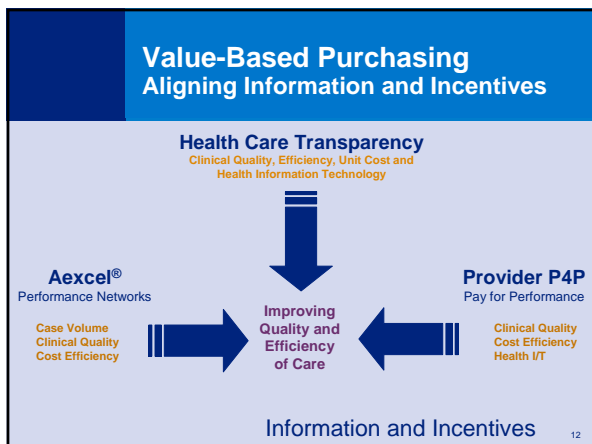 Value-Based Purchasing
Aligning Information and Incentives
Health Care Transparency
Clinical Quality, Efficiency, Unit Cost and
Health Information Technology
Aexcel®
Performance Networks
Case Volume
Clinical Quality
Cost Efficiency
Improving
Quality and
Efficiency
of Care
Provider P4P
Pay for Performance
Clinical Quality
Cost Efficiency
Health I/T
Information and Incentives
12